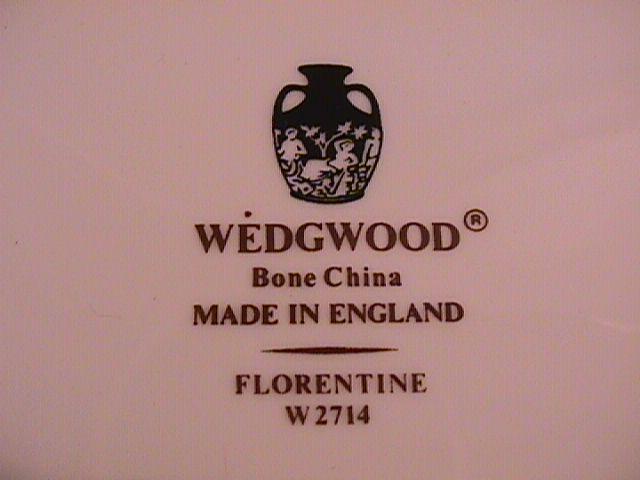 WEDGWOOD®
Bone China
MADE IN ENGLAND
FLORENTINE
W2714